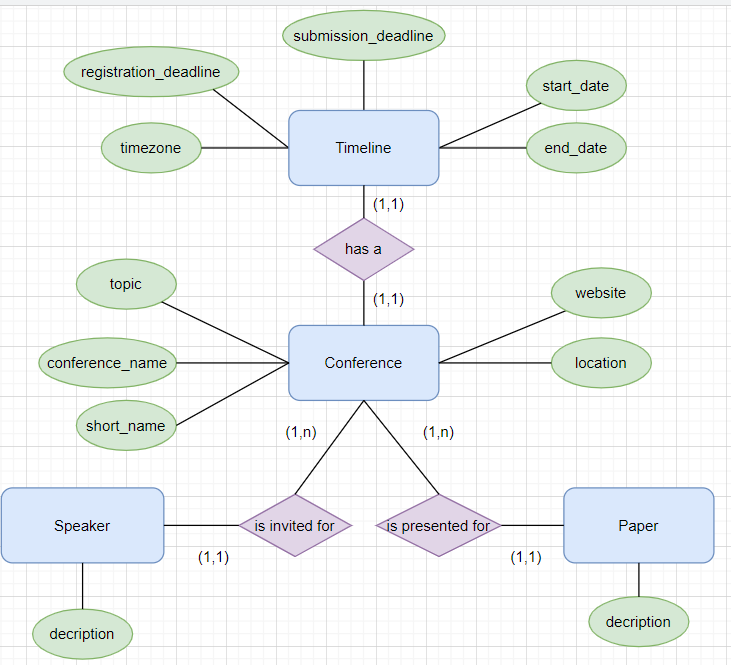 submission_deadline
registration_deadline
start_date
timezone
Timeline
end_date
(1,1)
has a
(1,1)
topic
website
conference_name
Conference
location
short_name
(1,n)
(1,n)
Speaker
is invited for
is presented for
Paper
(1,1)
(1,1)
decription
decription